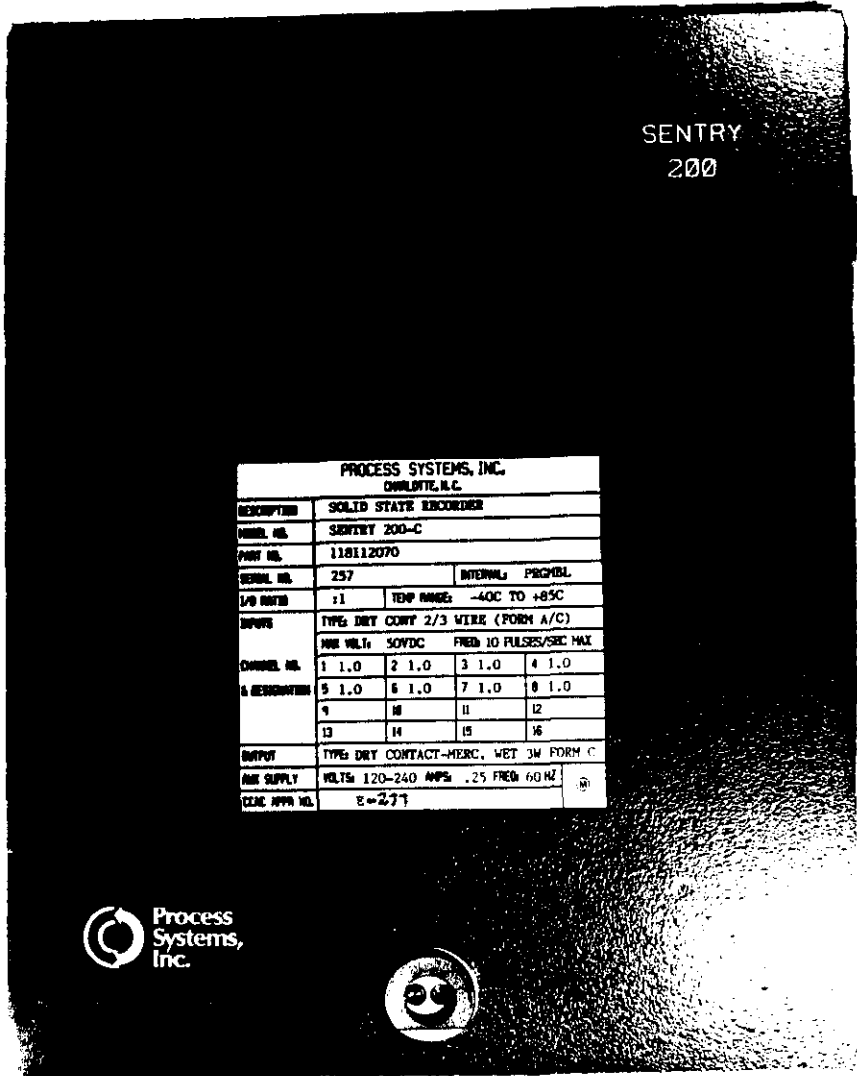 SENTRY
200
PROCESS SYSTEMS, INC.
CHARLOTTE, N.C.
DESCRIPTION SOLID STATE RECORDER
MODEL NO. SENTRY 200-C
PART NO. 118112070
SERIAL NO. 257 INTERVAL: PRGMBL
I/O RATIO :1 TEMP RANGE: -40C TO +85C
INPUTS TYPE: DRY CONT 2/3 WIRE (FORM A/C)
MAX VOLT: 50VDC FREQ: 10 PULSES/SEC MAX
CHANNEL NO. 1 1.0 2 1.0 3 1.0 4 1.0
& DESIGNATION 5 1.0 6 1.0 7 1.0 8 1.0
9 10 11 12
13 14 15 16
OUTPUT TYPE: DRY CONTACT-MERC. WET 3W FORM C
AUX SUPPLY VOLTS: 120-240 AMPS: .25 FREQ: 60 HZ
APPR NO.
Process
Systems,
Inc.